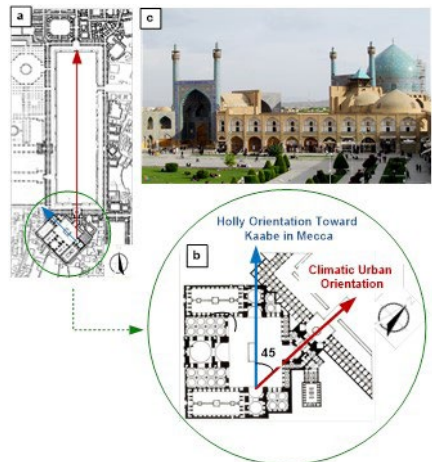 a
c
Holly Orientation Toward
Kaabe in Mecca
b
Climatic Urban
Orientation
45